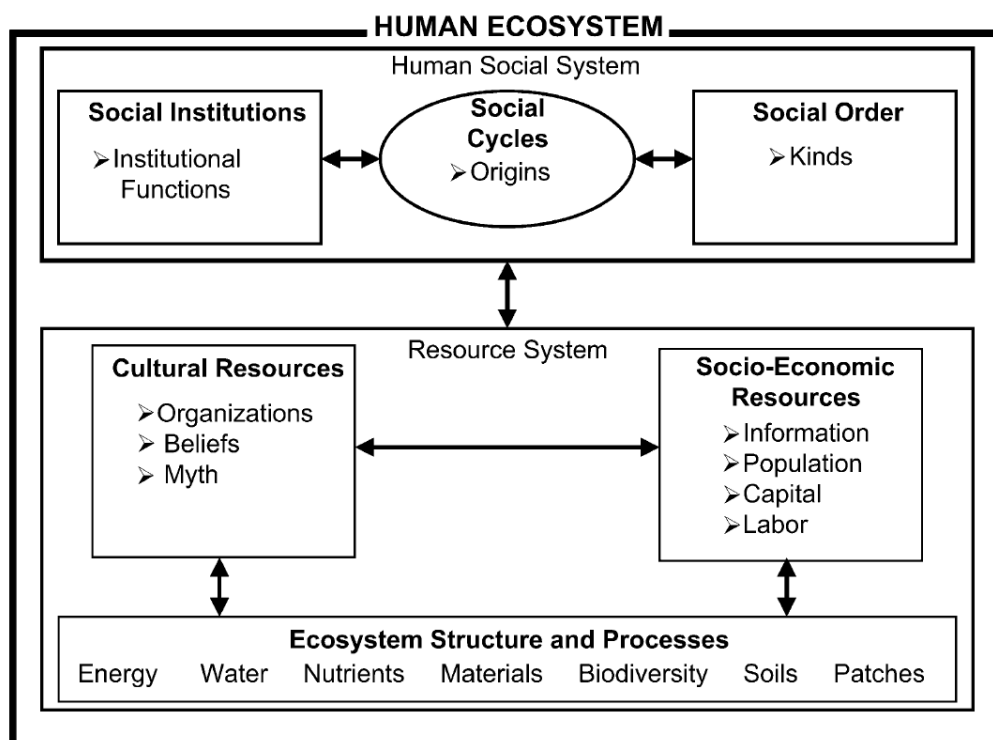 HUMAN ECOSYSTEM
Human Social System
Social Institutions
➢Institutional
Functions
Social
Cycles
➢Origins
Social Order
➢Kinds
Resource System
Cultural Resources
➢Organizations
➢ Beliefs
➢ Myth
Socio-Economic
Resources
➢Information
➢Population
➢Capital
➢Labor
Ecosystem Structure and Processes
Energy Water Nutrients Materials Biodiversity Soils Patches